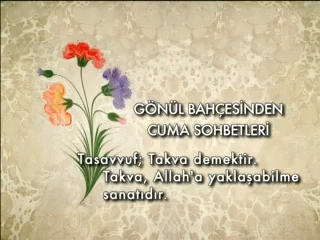 GÖNÜL BAHÇESİNDEN
CUMA SOHBETLERİ
Tasavvuf; Takva demektir.
Takva, Allah'a yaklaşabilme
sanatıdır.